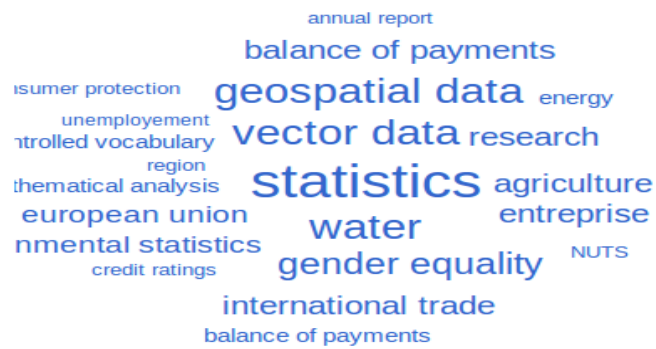 annual report
balance of payments
nsumer protection
geospatial data
energy
unemployement
ntrolled vocabulary
vector data
research
region
thematical analysis
statistics
agriculture
european union
water
entreprise
nmental statistics
gender equality
NUTS
credit ratings
international trade
balance of payments